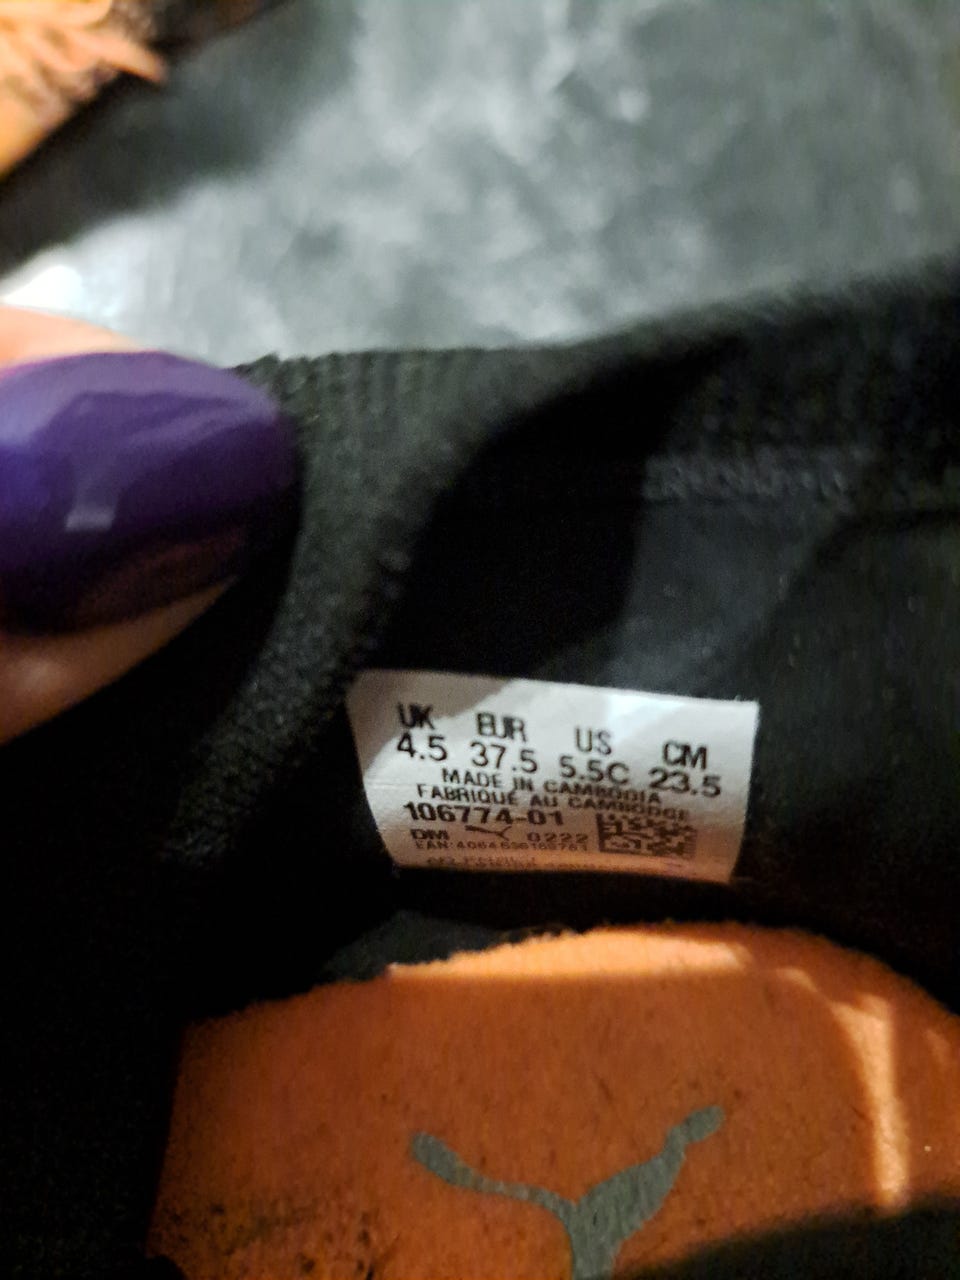 UK EUR US CM
4.5 37.5 5.5C 23.5
MADE IN CAMBODIA
FABRIQUÉ AU CAMBODGE
106774-01
DM 0222
EAN: